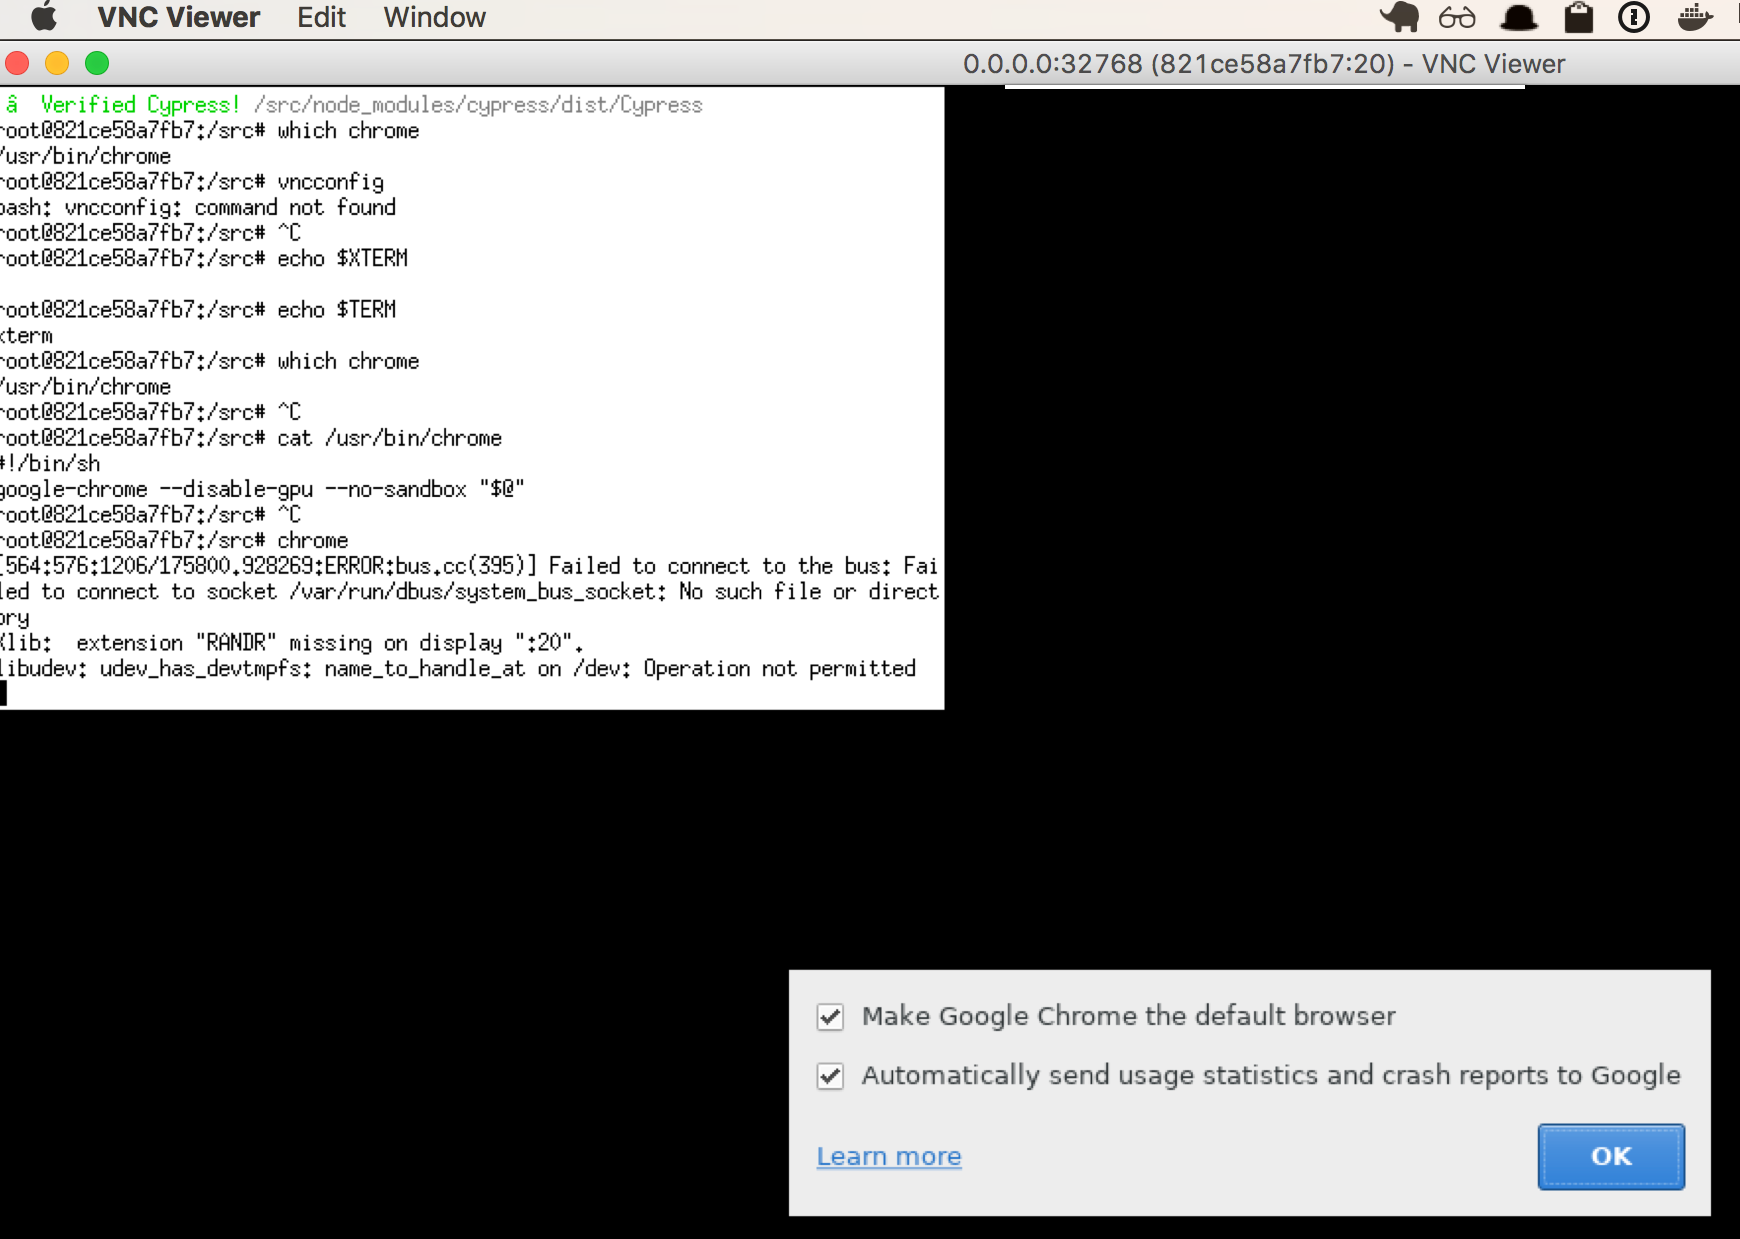 VNC Viewer Edit Window
0.0.0.0:32768 (821ce58a7fb7:20) - VNC Viewer
â Verified Cypress! /src/node_modules/cypress/dist/Cypress
root@821ce58a7fb7:/src# which chrome
/usr/bin/chrome
root@821ce58a7fb7:/src# vncconfig
bash: vncconfig: command not found
root@821ce58a7fb7:/src# ^C
root@821ce58a7fb7:/src# echo $XTERM
root@821ce58a7fb7:/src# echo $TERM
xterm
root@821ce58a7fb7:/src# which chrome
/usr/bin/chrome
root@821ce58a7fb7:/src# ^C
root@821ce58a7fb7:/src# cat /usr/bin/chrome
#!/bin/sh
google-chrome --disable-gpu --no-sandbox "$@"
root@821ce58a7fb7:/src# ^C
root@821ce58a7fb7:/src# chrome
[564:576:1206/175800.928269:ERROR:bus.cc(395)] Failed to connect to the bus: Fai
led to connect to socket /var/run/dbus/system_bus_socket: No such file or direct
ory
Xlib: extension "RANDR" missing on display ":20".
libudev: udev_has_devtmpfs: name_to_handle_at on /dev: Operation not permitted
Make Google Chrome the default browser
Automatically send usage statistics and crash reports to Google
Learn more
OK